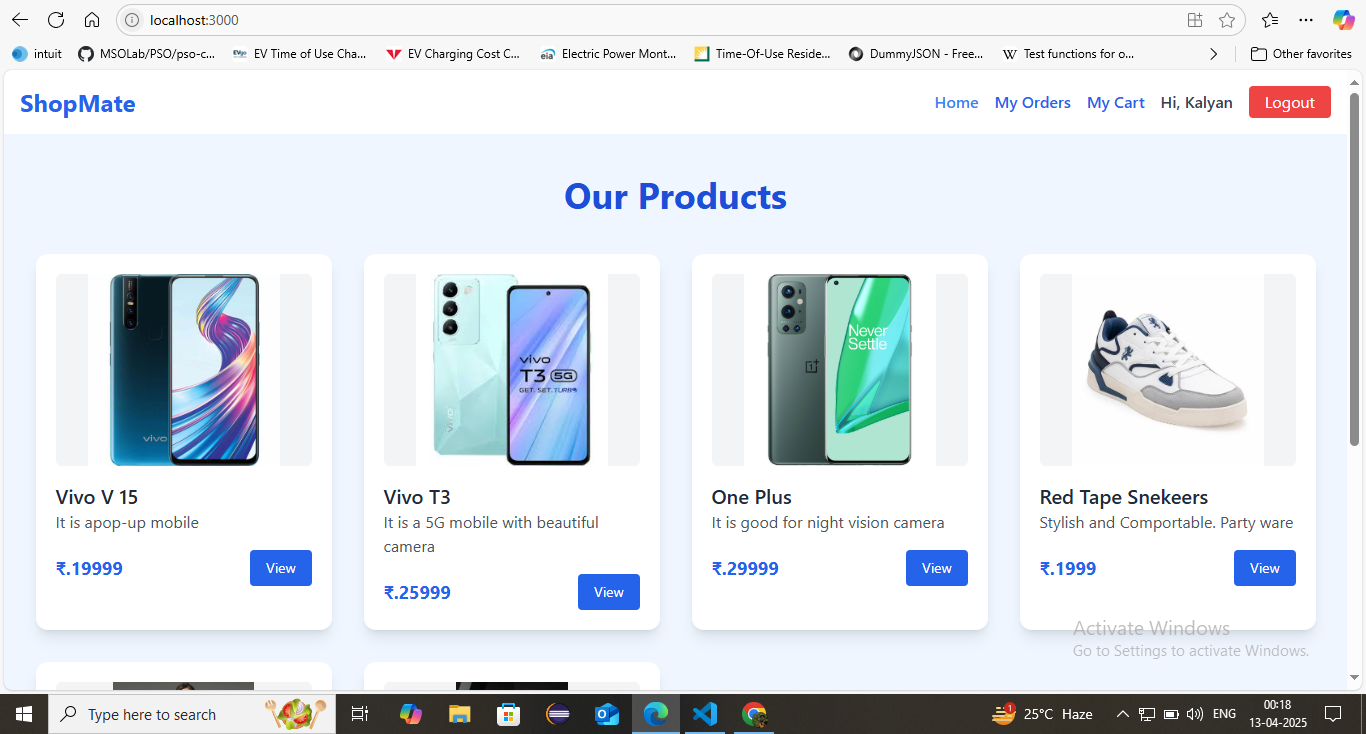 localhost:3000
intuit
MSOLab/PSO/pso-c...
EV Time of Use Cha...
EV Charging Cost C...
eia
Electric Power Mont...
Time-Of-Use Reside...
DummyJSON - Free...
W
Test functions for o...
Other favorites
ShopMate
Home
My Orders
My Cart
Hi, Kalyan
Logout
Our Products
vivo
vivo
vivo
T3 5G
GET. SET. TURBO.
Never
Settle
Vivo V 15
It is apop-up mobile
₹.19999
View
Vivo T3
It is a 5G mobile with beautiful
camera
₹.25999
View
One Plus
It is good for night vision camera
₹.29999
View
Red Tape Snekeers
Stylish and Comportable. Party ware
₹.1999
View
Activate Windows
Go to Settings to activate Windows.
Type here to search
1
25°C Haze
ENG
00:18
13-04-2025